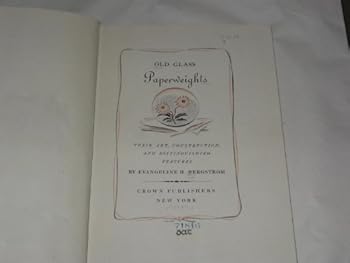 OLD GLASS
Paperweights
THEIR ART, CONSTRUCTION,
AND DISTINGUISHING
FEATURES
BY EVANGELINE H. BERGSTROM
CROWN PUBLISHERS
NEW YORK